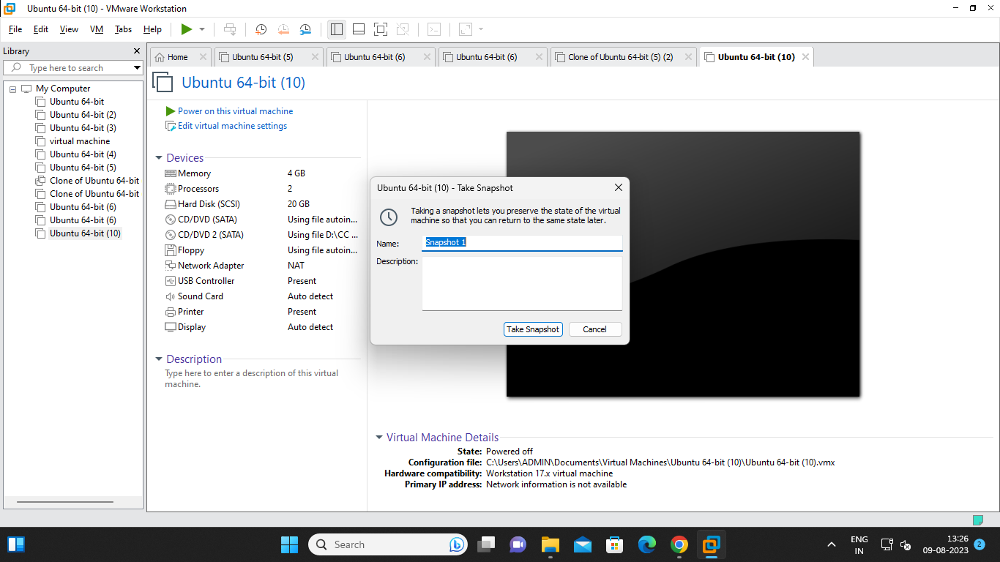 Ubuntu 64-bit (10) - VMware Workstation
File Edit View VM Tabs Help
Library
Type here to search
My Computer
Ubuntu 64-bit
Ubuntu 64-bit (2)
Ubuntu 64-bit (3)
virtual machine
Ubuntu 64-bit (4)
Ubuntu 64-bit (5)
Clone of Ubuntu 64-bit
Clone of Ubuntu 64-bit
Ubuntu 64-bit (6)
Ubuntu 64-bit (6)
Ubuntu 64-bit (10)
Home Ubuntu 64-bit (5) Ubuntu 64-bit (6) Ubuntu 64-bit (6) Clone of Ubuntu 64-bit (5) (2) Ubuntu 64-bit (10)
Ubuntu 64-bit (10)
Power on this virtual machine
Edit virtual machine settings
Devices
Memory 4 GB
Processors 2
Hard Disk (SCSI) 20 GB
CD/DVD (SATA) Using file autoin...
CD/DVD 2 (SATA) Using file D:\CC ...
Floppy Using file autoin...
Network Adapter NAT
USB Controller Present
Sound Card Auto detect
Printer Present
Display Auto detect
Description
Type here to enter a description of this virtual
machine.
Ubuntu 64-bit (10) - Take Snapshot
Taking a snapshot lets you preserve the state of the virtual
machine so that you can return to the same state later.
Name: Snapshot 1
Description:
Take Snapshot Cancel
Virtual Machine Details
State: Powered off
Configuration file: C:\Users\ADMIN\Documents\Virtual Machines\Ubuntu 64-bit (10)\Ubuntu 64-bit (10).vmx
Hardware compatibility: Workstation 17.x virtual machine
Primary IP address: Network information is not available
Search
ENG
IN
13:26
09-08-2023
2